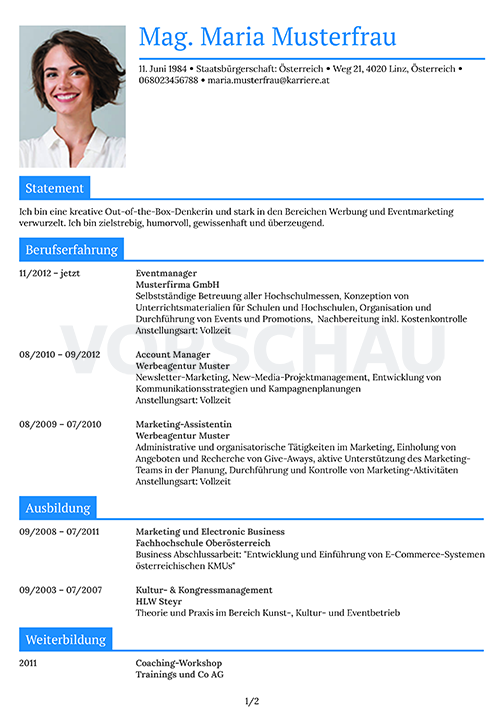 Mag. Maria Musterfrau
11. Juni 1984 • Staatsbürgerschaft: Österreich • Weg 21, 4020 Linz, Österreich •
068023456788 • maria.musterfrau@karriere.at
Statement
Ich bin eine kreative Out-of-the-Box-Denkerin und stark in den Bereichen Werbung und Eventmarketing
verwurzelt. Ich bin zielstrebig, humorvoll, gewissenhaft und überzeugend.
Berufserfahrung
11/2012 – jetzt Eventmanager
Musterfirma GmbH
Selbstständige Betreuung aller Hochschulmessen, Konzeption von
Unterrichtsmaterialien für Schulen und Hochschulen, Organisation und
Durchführung von Events und Promotions, Nachbereitung inkl. Kostenkontrolle
Anstellungsart: Vollzeit
VORSCHAU
08/2010 – 09/2012 Account Manager
Werbeagentur Muster
Newsletter-Marketing, New-Media-Projektmanagement, Entwicklung von
Kommunikationsstrategien und Kampagnenplanungen
Anstellungsart: Vollzeit
08/2009 – 07/2010 Marketing-Assistentin
Werbeagentur Muster
Administrative und organisatorische Tätigkeiten im Marketing, Einholung von
Angeboten und Recherche von Give-Aways, aktive Unterstützung des Marketing-
Teams in der Planung, Durchführung und Kontrolle von Marketing-Aktivitäten
Anstellungsart: Vollzeit
Ausbildung
09/2008 – 07/2011 Marketing und Electronic Business
Fachhochschule Oberösterreich
Business Abschlussarbeit: "Entwicklung und Einführung von E-Commerce-Systemen
österreichischen KMUs"
09/2003 – 07/2007 Kultur- & Kongressmanagement
HLW Steyr
Theorie und Praxis im Bereich Kunst-, Kultur- und Eventbetrieb
Weiterbildung
2011 Coaching-Workshop
Trainings und Co AG
1/2